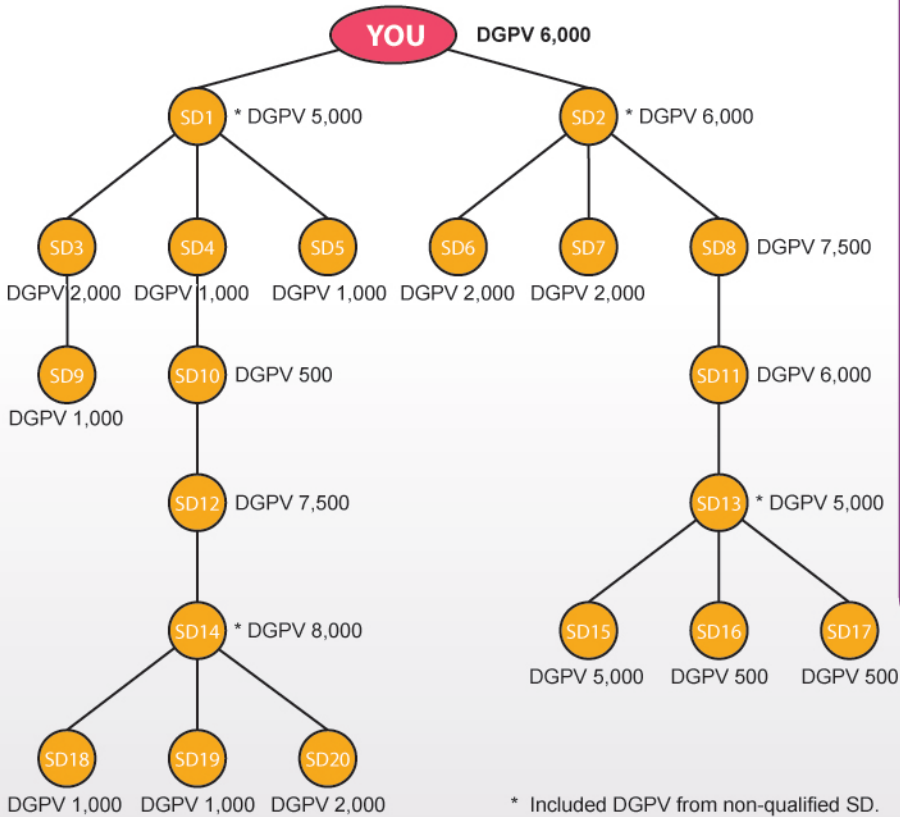 YOU DGPV 6,000
SD1 * DGPV 5,000 SD2 * DGPV 6,000
SD3 SD4 SD5 SD6 SD7 SD8 DGPV 7,500
DGPV 2,000 DGPV 1,000 DGPV 1,000 DGPV 2,000 DGPV 2,000
SD9 SD10 DGPV 500 SD11 DGPV 6,000
DGPV 1,000
SD12 DGPV 7,500 SD13 * DGPV 5,000
SD14 * DGPV 8,000 SD15 SD16 SD17
DGPV 5,000 DGPV 500 DGPV 500
SD18 SD19 SD20
DGPV 1,000 DGPV 1,000 DGPV 2,000 * Included DGPV from non-qualified SD.